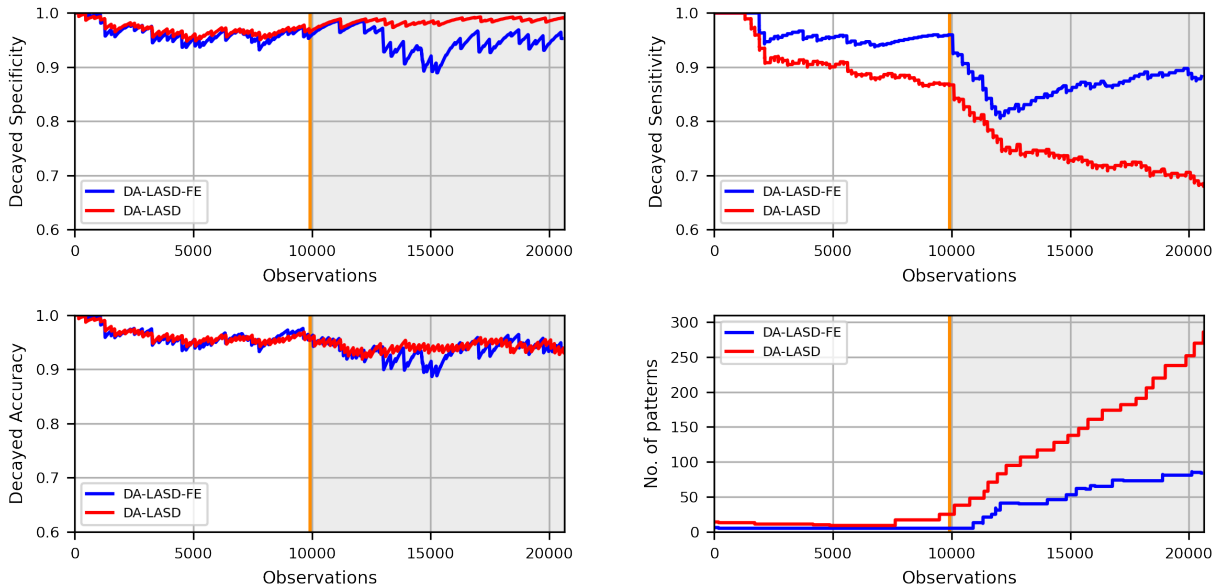 Decayed Specificity
1.0
0.9
0.8
0.7
0.6
DA-LASD-FE
DA-LASD
0
5000
10000
15000
20000
Observations
Decayed Sensitivity
1.0
0.9
0.8
0.7
0.6
DA-LASD-FE
DA-LASD
0
5000
10000
15000
20000
Observations
Decayed Accuracy
1.0
0.9
0.8
0.7
0.6
DA-LASD-FE
DA-LASD
0
5000
10000
15000
20000
Observations
No. of patterns
300
250
200
150
100
50
0
DA-LASD-FE
DA-LASD
0
5000
10000
15000
20000
Observations